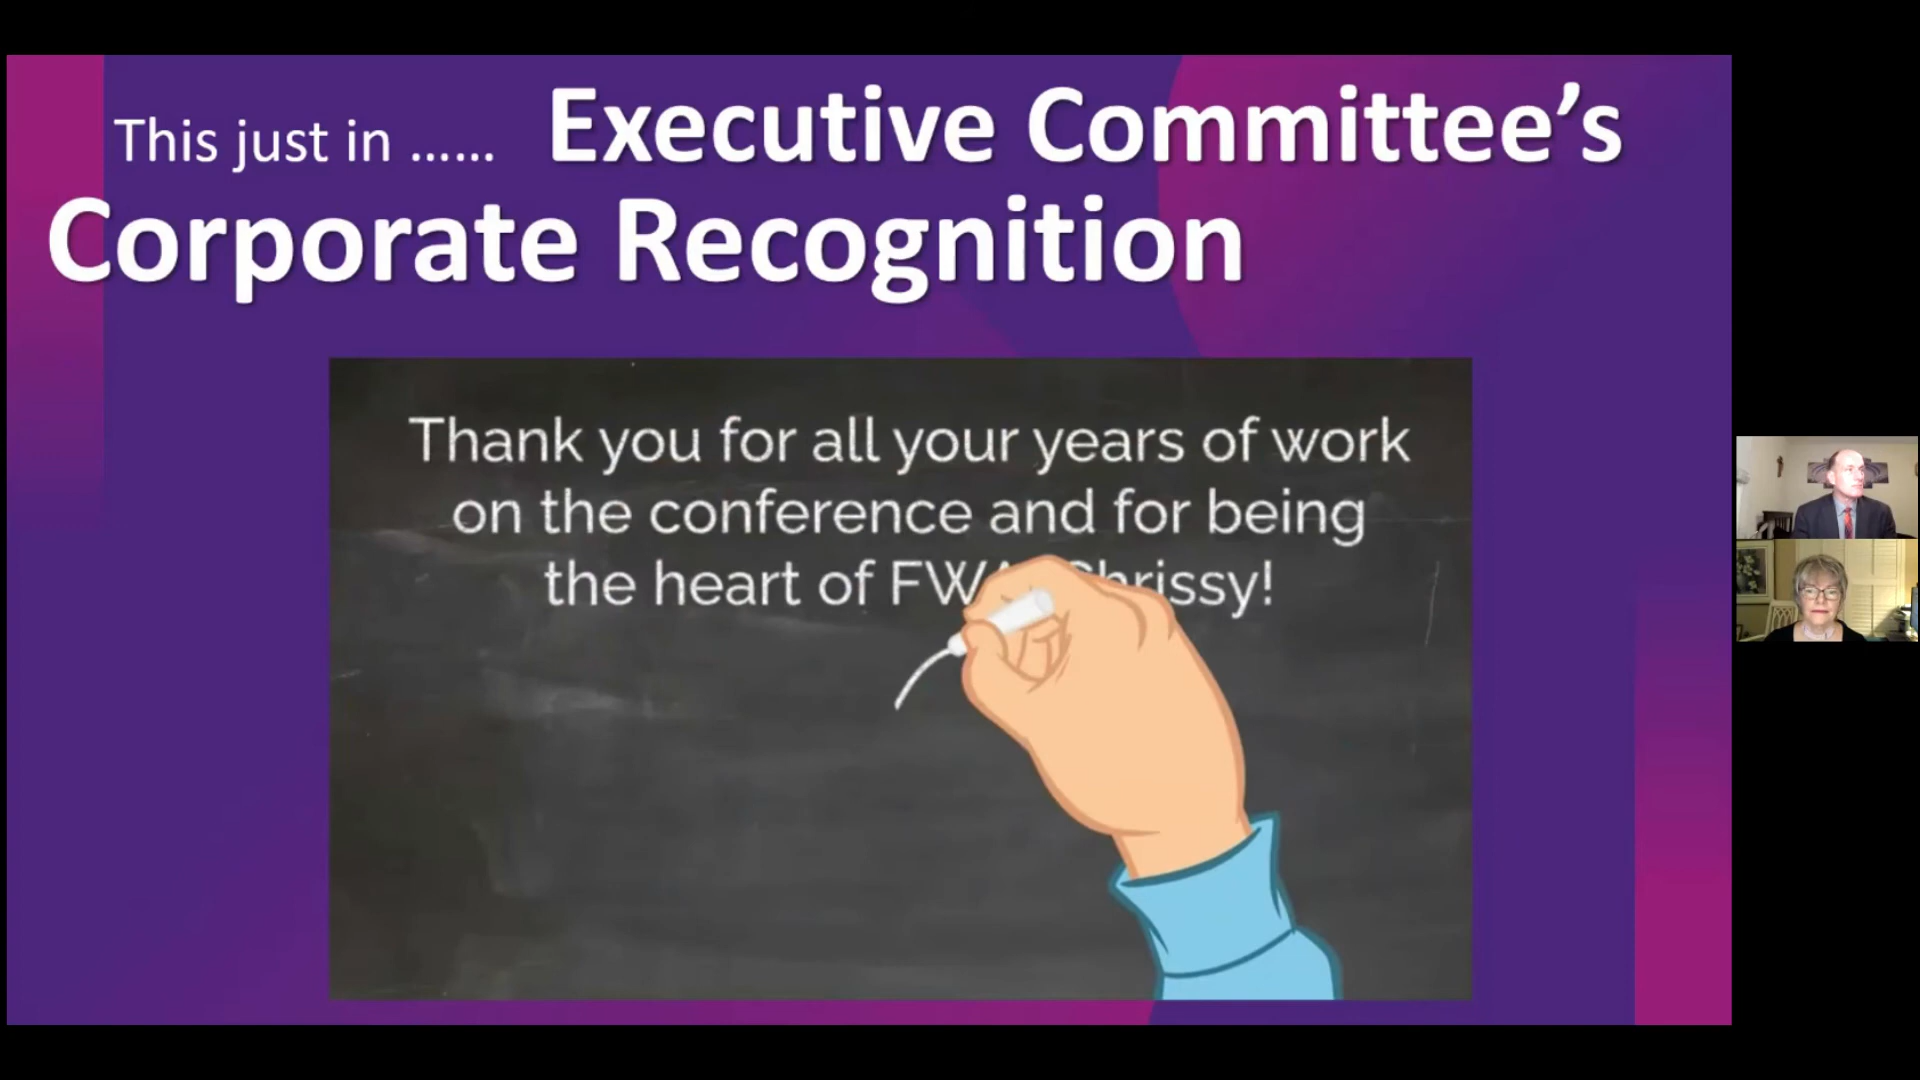 This just in ...... Executive Committee’s
Corporate Recognition
Thank you for all your years of work
on the conference and for being
the heart of